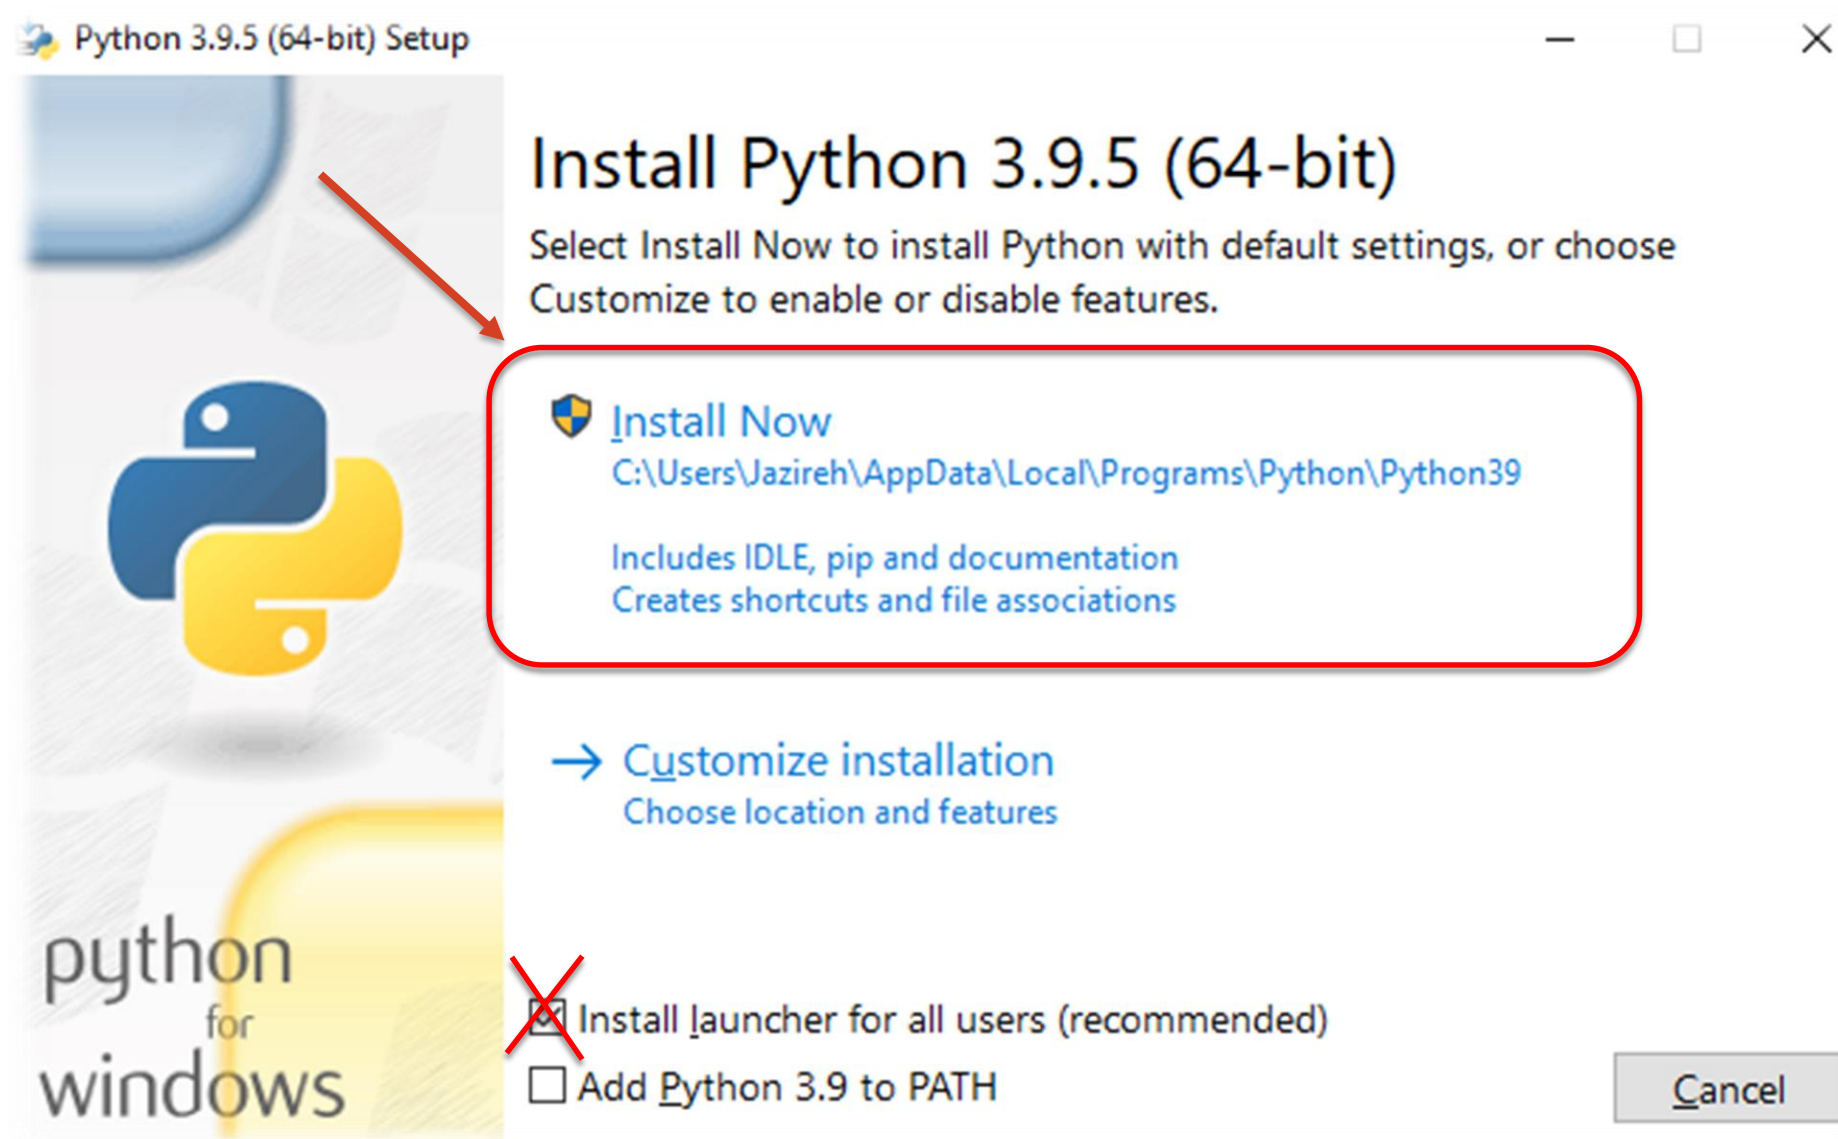 Python 3.9.5 (64-bit) Setup
Install Python 3.9.5 (64-bit)
Select Install Now to install Python with default settings, or choose
Customize to enable or disable features.
Install Now
C:\Users\Jazireh\AppData\Local\Programs\Python\Python39
Includes IDLE, pip and documentation
Creates shortcuts and file associations
Customize installation
Choose location and features
python
for
windows
Install launcher for all users (recommended)
Add Python 3.9 to PATH
Cancel